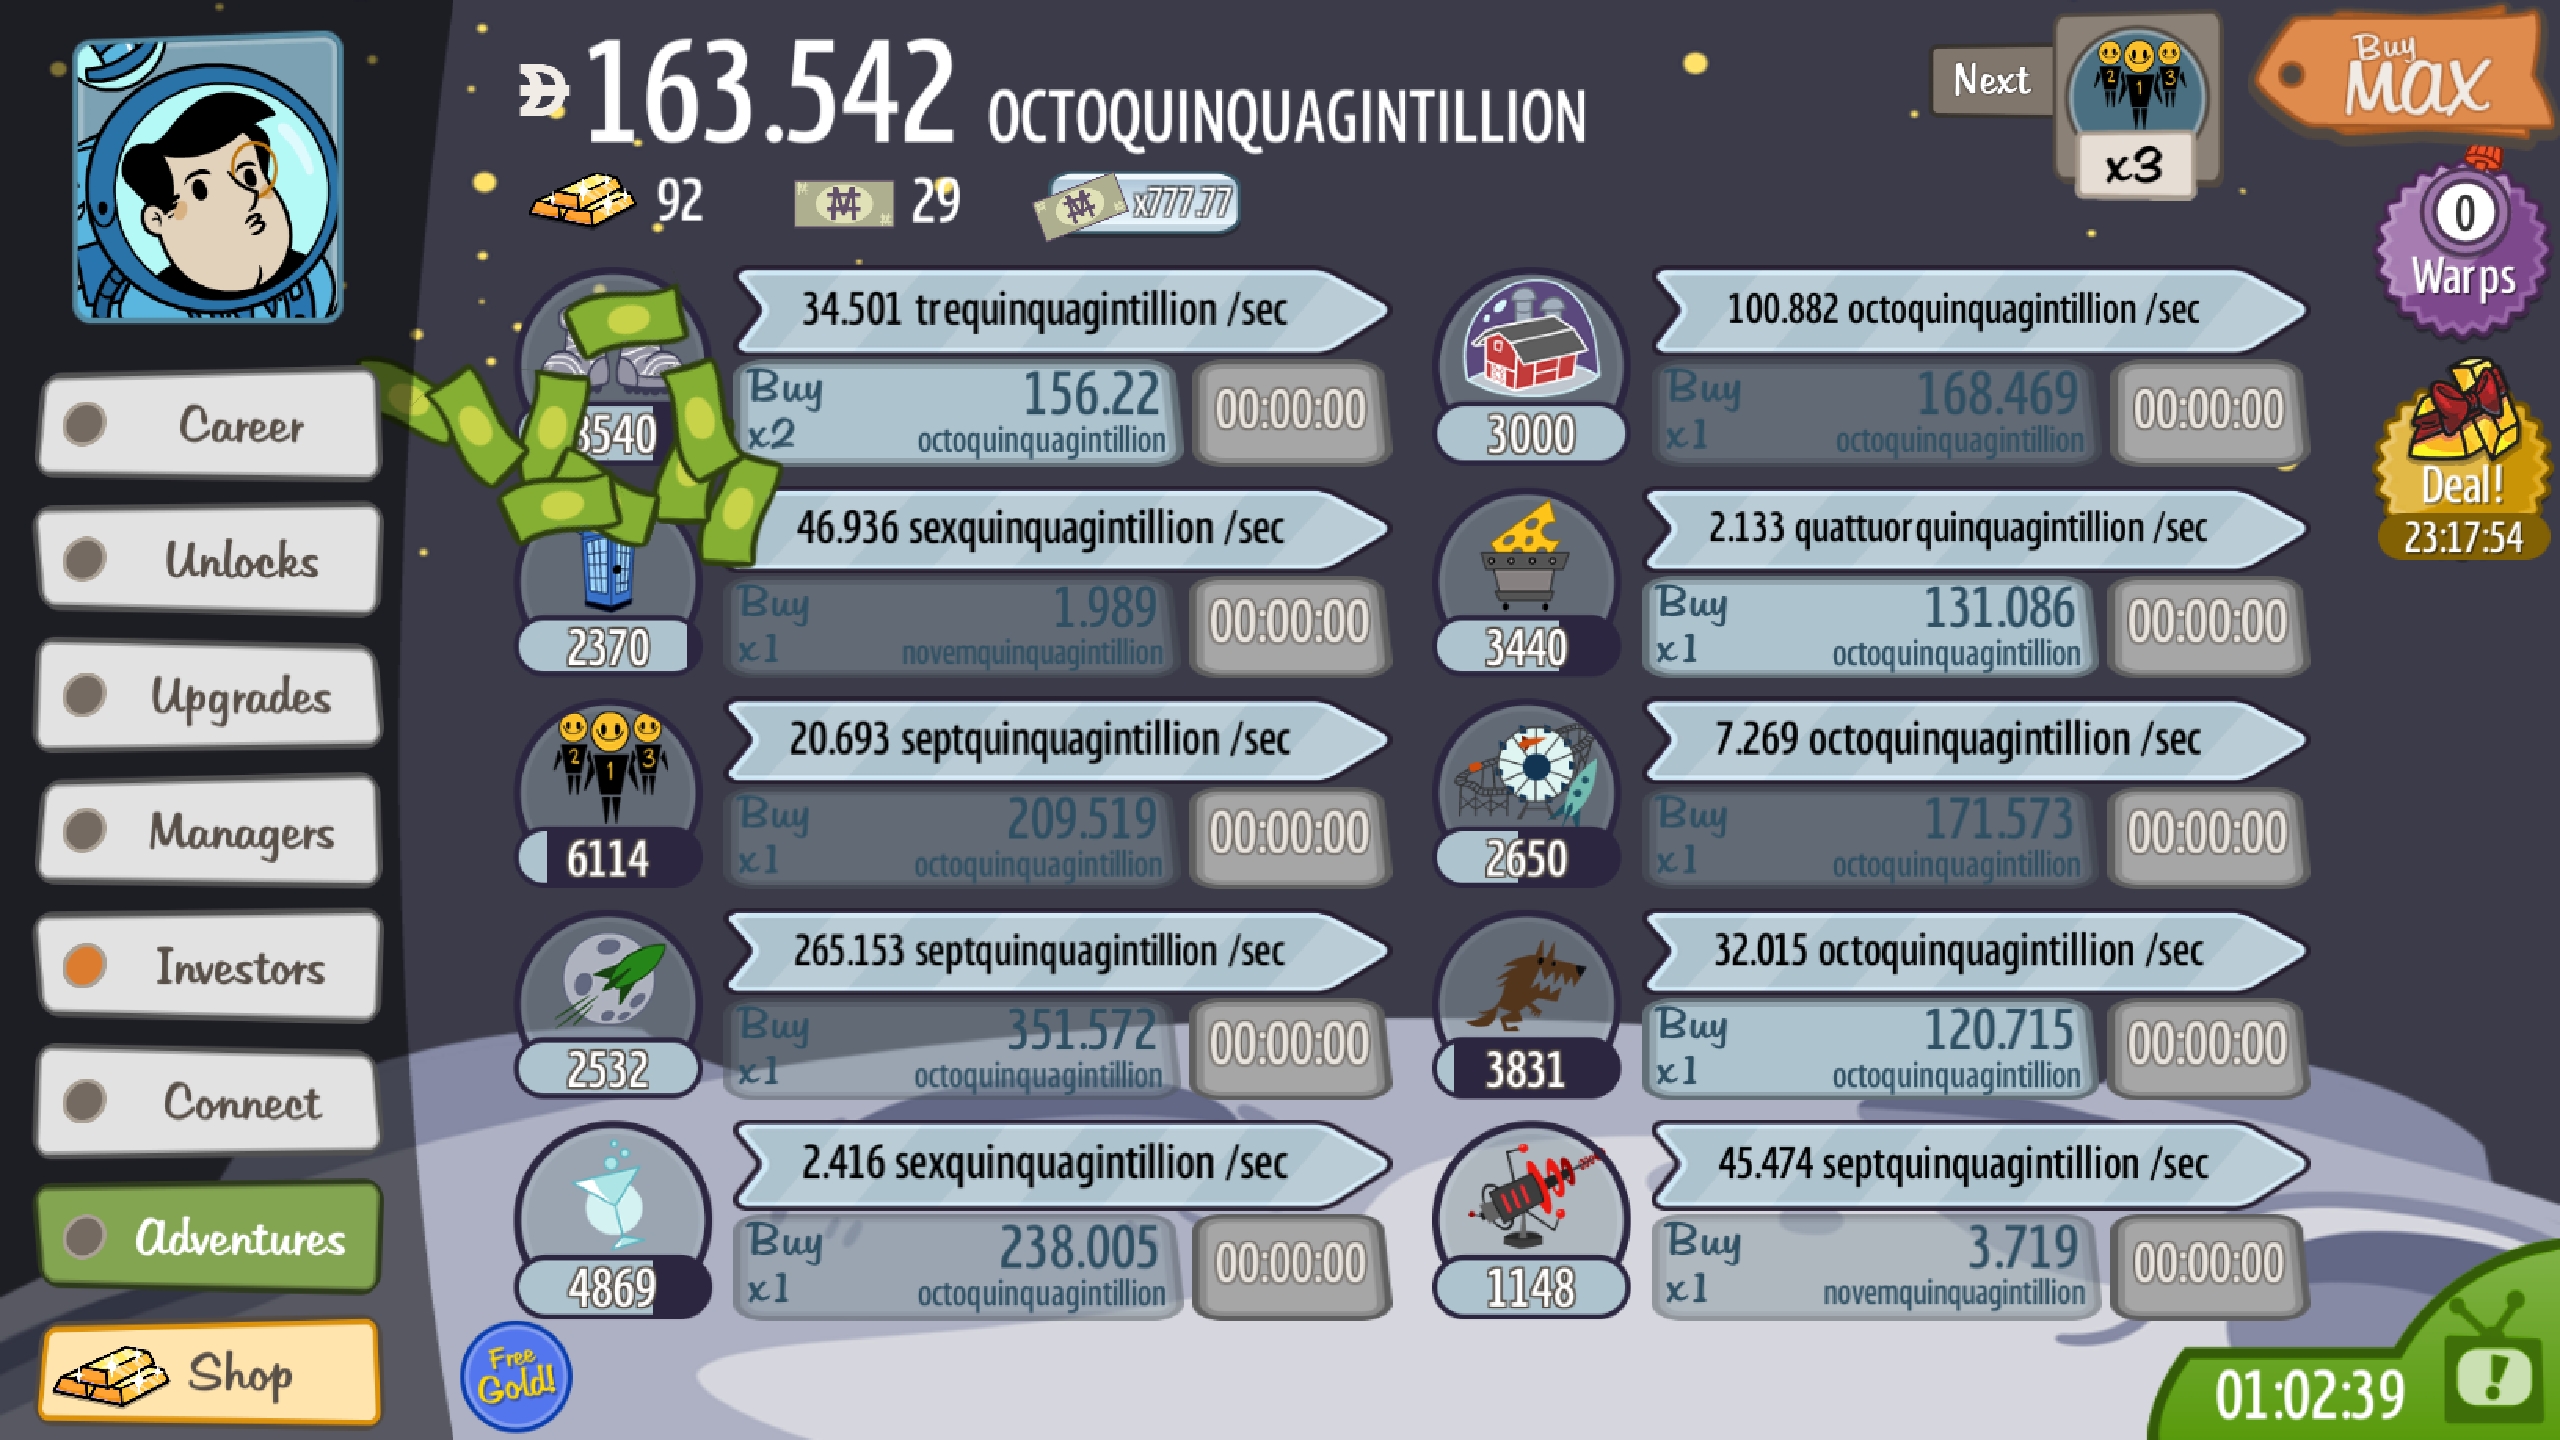 163.542 OCTOQUINQUAGINTILLION
Next
x3
Buy
MAX
92
29
x777.77
0
Warps
Deal!
23:17:54
Career
Unlocks
Upgrades
Managers
Investors
Connect
Adventures
Shop
34.501 trequinquagintillion /sec
Buy 156.22
x2 octoquinquagintillion
00:00:00
100.882 octoquinquagintillion /sec
3000
Buy 168.469
x1 octoquinquagintillion
00:00:00
46.936 sexquinquagintillion /sec
2370
Buy 1.989
x1 novemquinquagintillion
00:00:00
2.133 quattuorquinquagintillion /sec
3440
Buy 131.086
x1 octoquinquagintillion
00:00:00
2 1 3
20.693 septquinquagintillion /sec
6114
Buy 209.519
x1 octoquinquagintillion
00:00:00
7.269 octoquinquagintillion /sec
2650
Buy 171.573
x1 octoquinquagintillion
00:00:00
265.153 septquinquagintillion /sec
2532
Buy 351.572
x1 octoquinquagintillion
00:00:00
32.015 octoquinquagintillion /sec
3831
Buy 120.715
x1 octoquinquagintillion
00:00:00
2.416 sexquinquagintillion /sec
4869
Buy 238.005
x1 octoquinquagintillion
00:00:00
45.474 septquinquagintillion /sec
1148
Buy 3.719
x1 novemquinquagintillion
00:00:00
Free
Gold!
01:02:39
!